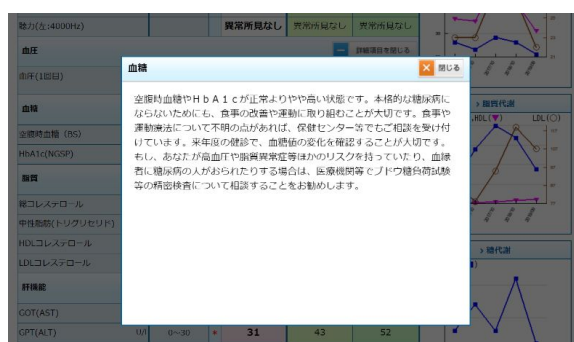 聴力(左:4000Hz) 異常所見なし 異常所見なし 異常所見なし
血圧 詳細項目を閉じる
血圧(1回目)
血糖
閉じる
空腹時血糖やＨｂＡ１ｃが正常よりやや高い状態です。本格的な糖尿病に
ならないためにも、食事の改善や運動に取り組むことが大切です。食事や
運動療法について不明の点があれば、保健センター等でもご相談を受け付
けています。来年度の健診で、血糖値の変化を確認することが大切です。
もし、あなたが高血圧や脂質異常症等ほかのリスクを持っていたり、血縁
者に糖尿病の人がおられたりする場合は、医療機関等でブドウ糖負荷試験
等の精密検査について相談することをお勧めします。
血糖
空腹時血糖（BS）
HbA1c(NGSP)
脂質
総コレステロール
中性脂肪(トリグリセリド)
HDLコレステロール
LDLコレステロール
肝機能
GOT(AST)
GPT(ALT) U/l 0～30 * 31 43 52
› 脂質代謝
HDL(▼) LDL(○)
› 糖代謝